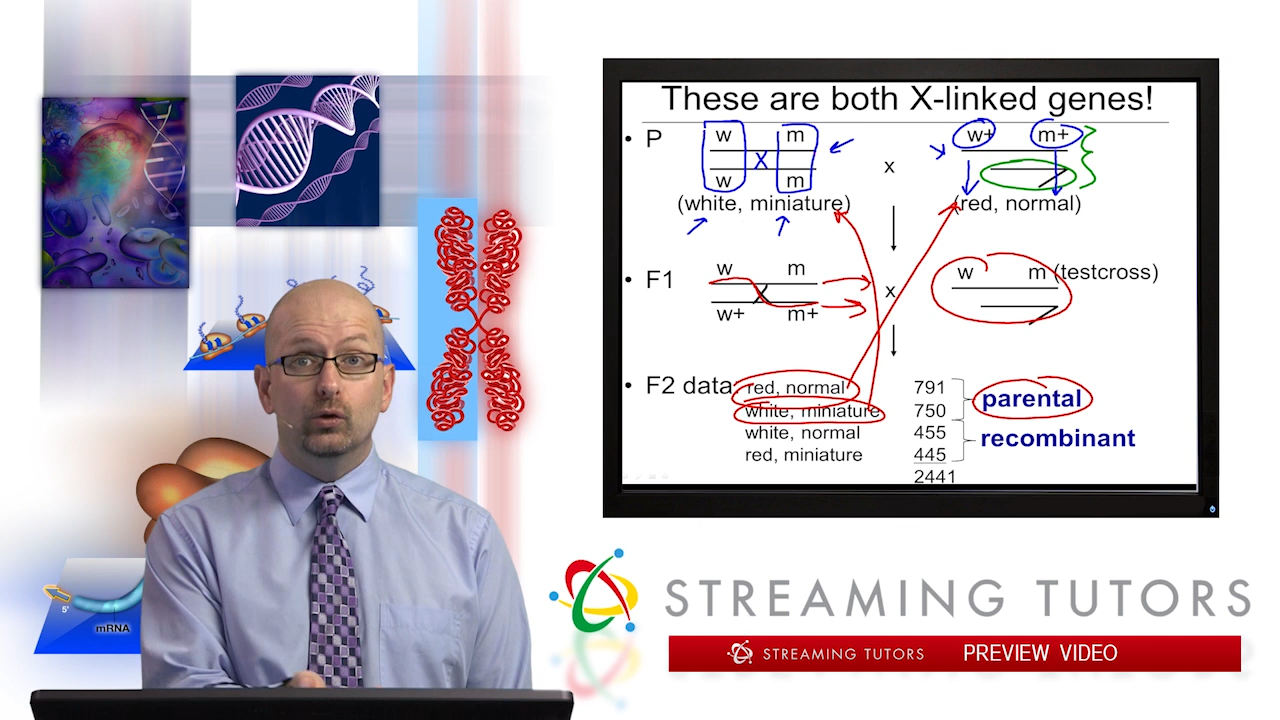 These are both X-linked genes!
• P
w m
w+ m+
X
x
w m
(white, miniature)
(red, normal)
• F1
w m
w m (testcross)
x
w+ m+
• F2 data: red, normal 791
white, miniature 750
parental
white, normal 455
recombinant
red, miniature 445
2441
5'
mRNA
STREAMING TUTORS
STREAMING TUTORS PREVIEW VIDEO